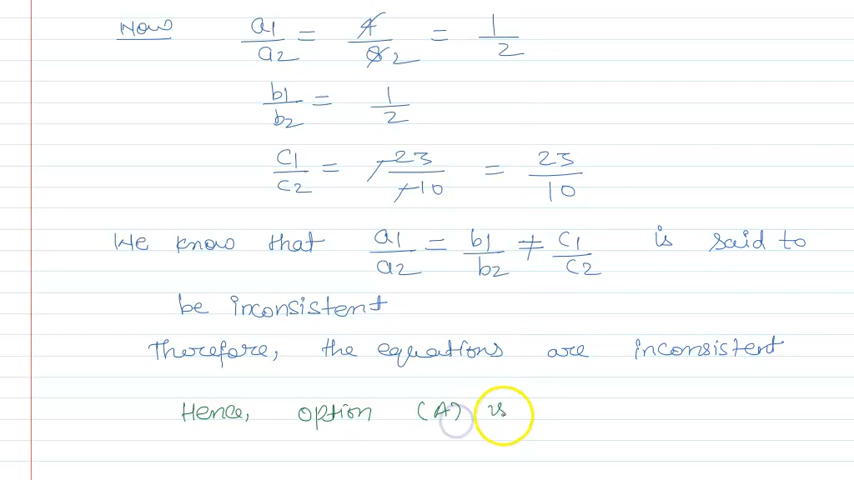 Now a1/a2 = 4/8 2 = 1/2
b1/b2 = 1/2
c1/c2 = -23/-10 = 23/10
We know that a1/a2 = b1/b2 ≠ c1/c2 is said to
be inconsistent
Therefore, the equations are inconsistent
Hence, option (A) is